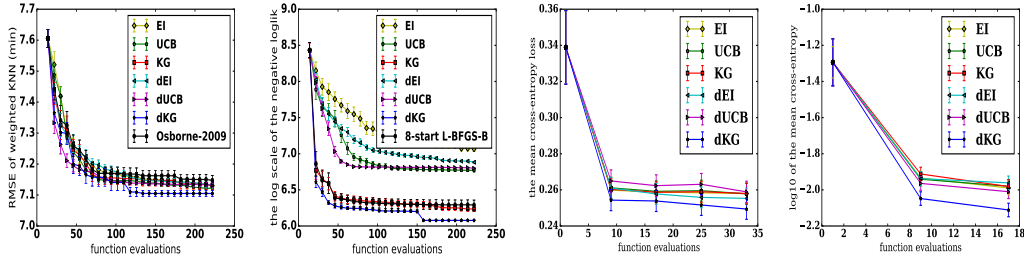 RMSE of weighted KNN (min)
7.6
7.5
7.4
7.3
7.2
7.1
7.0
0 50 100 150 200 250
function evaluations
EI
UCB
KG
dEI
dUCB
dKG
Osborne-2009
the log scale of the negative loglik
9.0
8.5
8.0
7.5
7.0
6.5
6.0
0 50 100 150 200 250
function evaluations
EI
UCB
KG
dEI
dUCB
dKG
8-start L-BFGS-B
the mean cross-entropy loss
0.36
0.34
0.32
0.30
0.28
0.26
0.24
0 5 10 15 20 25 30 35
function evaluations
EI
UCB
KG
dEI
dUCB
dKG
log10 of the mean cross-entropy
−1.0
−1.2
−1.4
−1.6
−1.8
−2.0
−2.2
0 2 4 6 8 10 12 14 16 18
function evaluations
EI
UCB
KG
dEI
dUCB
dKG